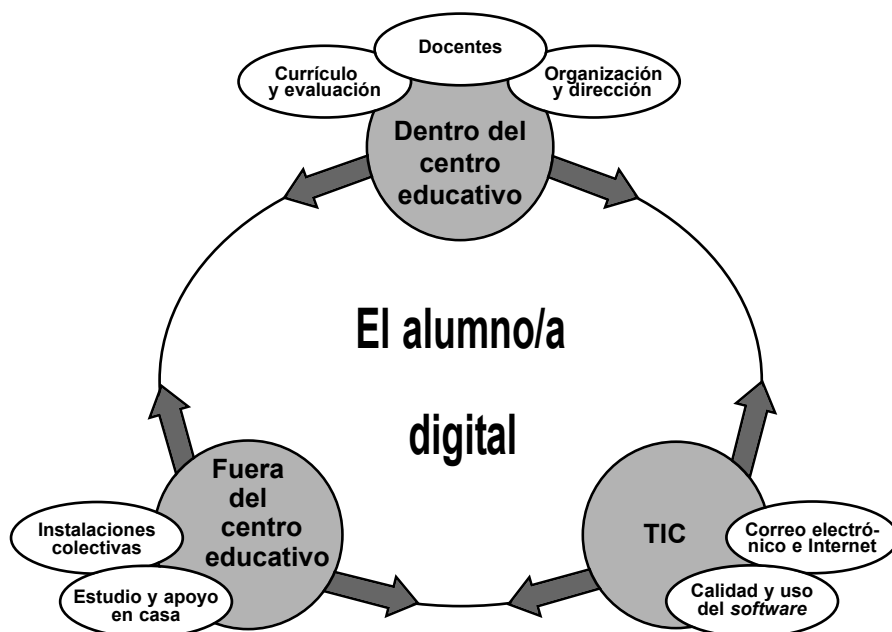 Docentes
Currículo
y evaluación
Organización
y dirección
Dentro del
centro
educativo
El alumno/a
digital
Fuera
del
centro
educativo
Instalaciones
colectivas
Estudio y apoyo
en casa
TIC
Correo electró-
nico e Internet
Calidad y uso
del software